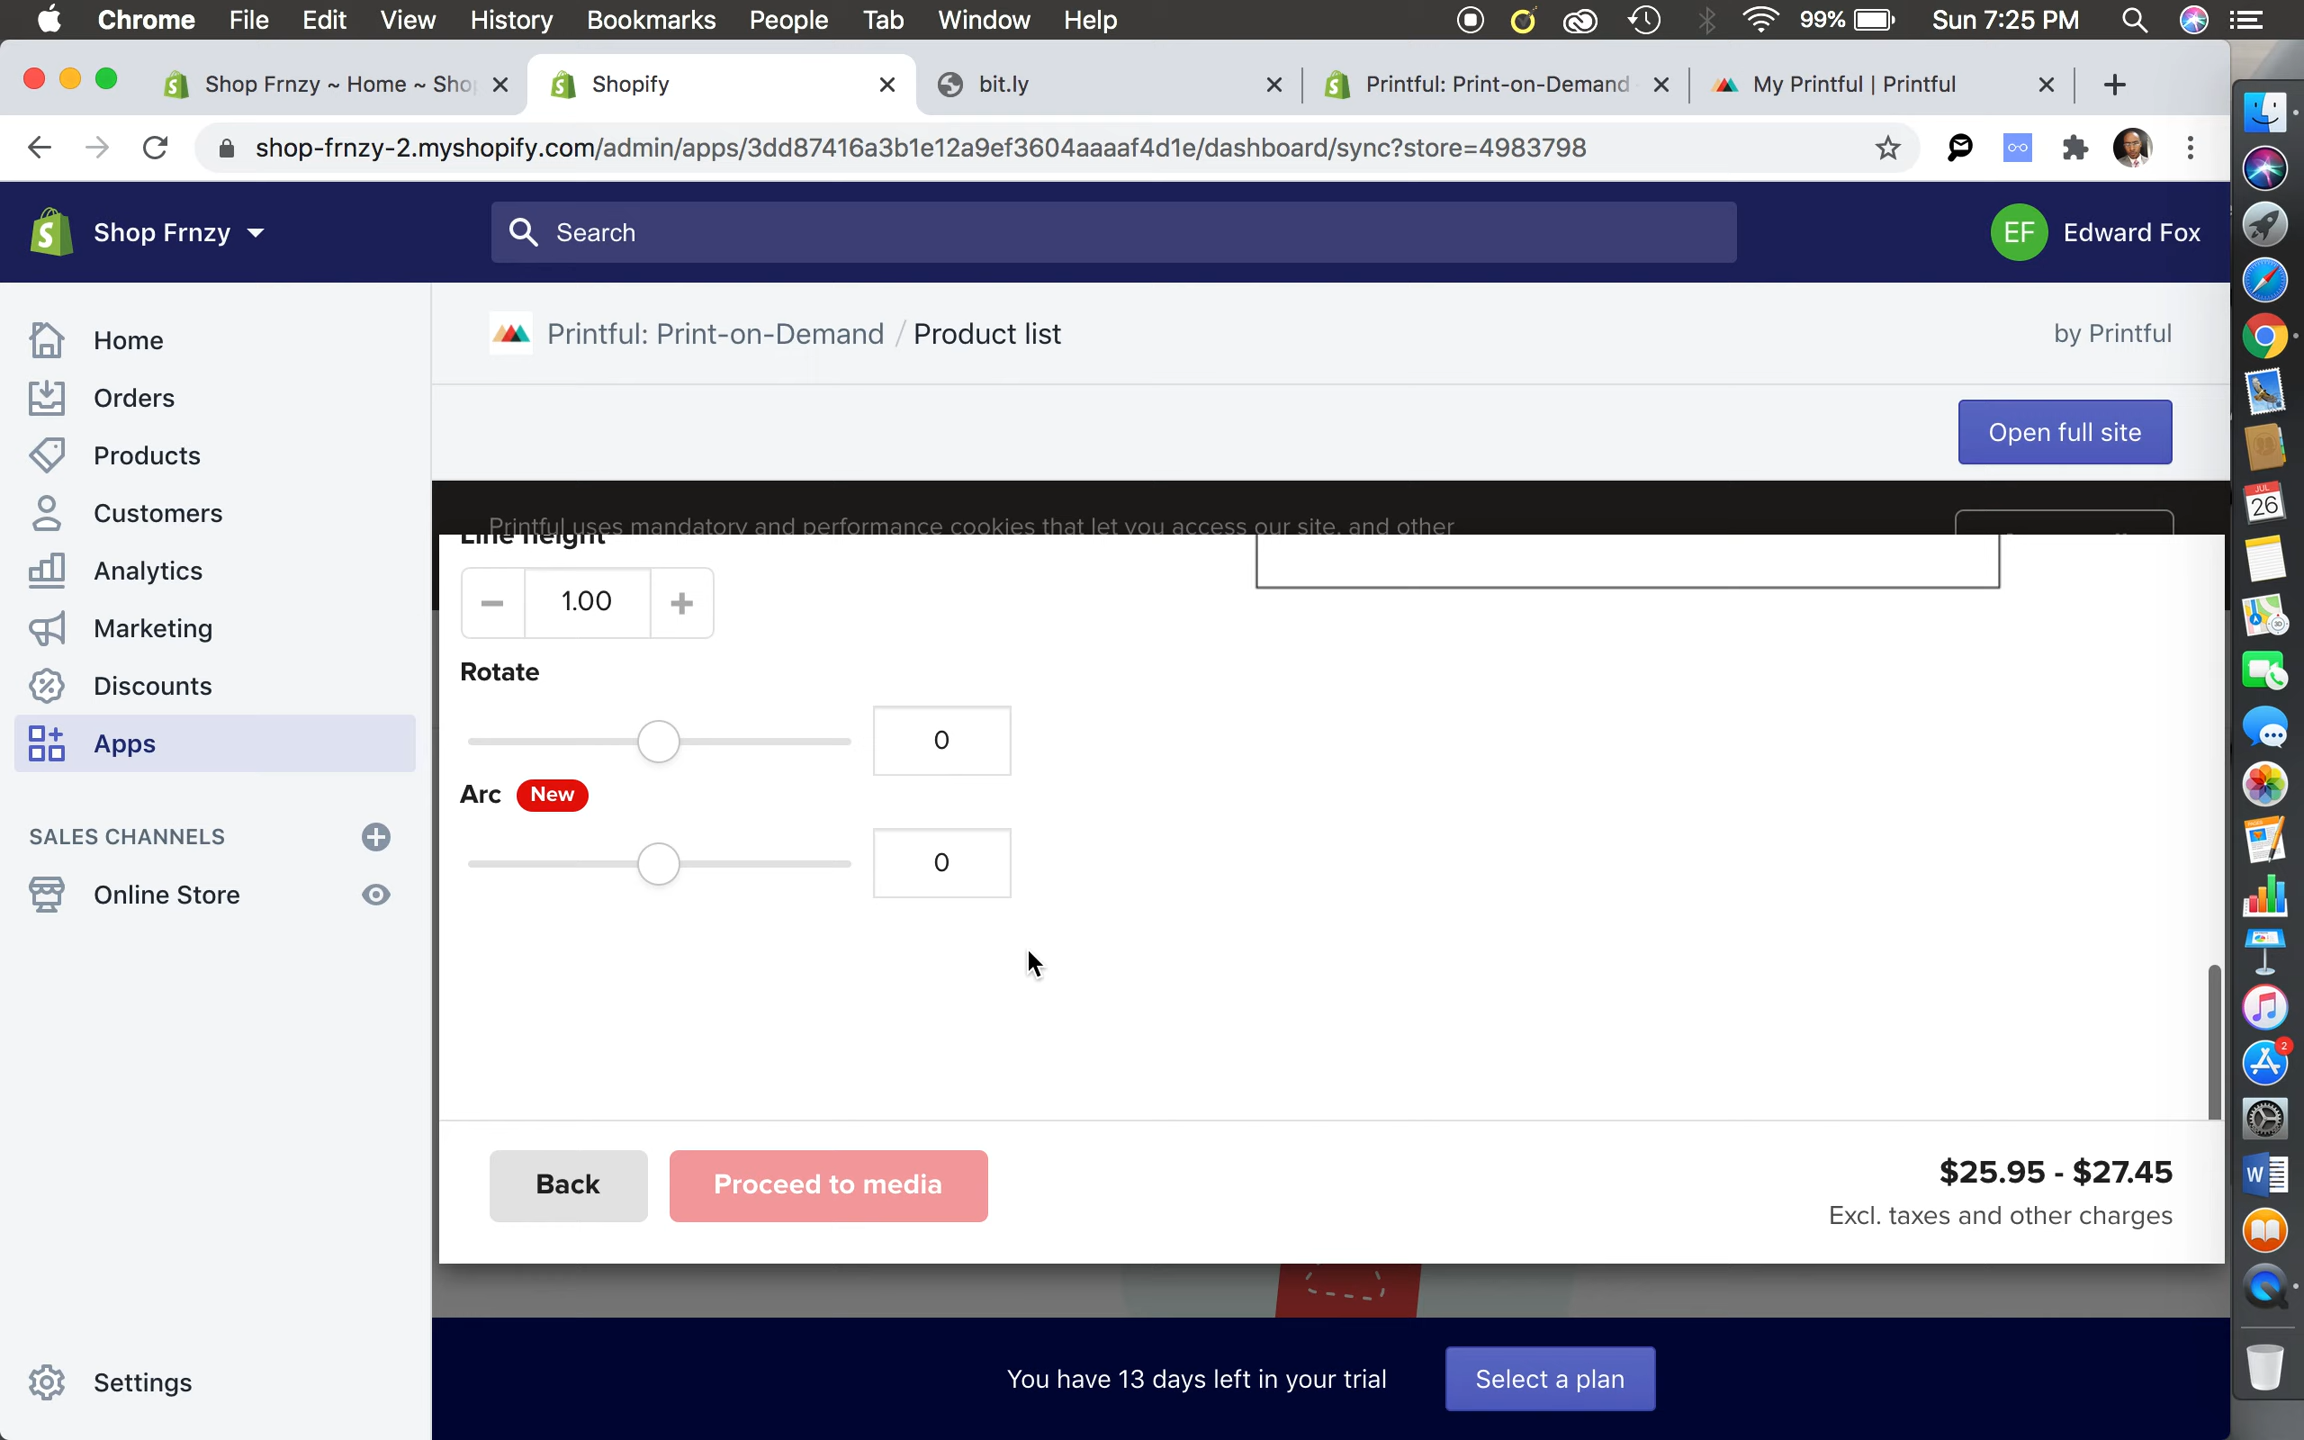 Chrome File Edit View History Bookmarks People Tab Window Help 99% Sun 7:25 PM
Shop Frnzy ~ Home ~ Sho
Shopify
bit.ly
Printful: Print-on-Demand
My Printful | Printful
shop-frnzy-2.myshopify.com/admin/apps/3dd87416a3b1e12a9ef3604aaaaf4d1e/dashboard/sync?store=4983798
Shop Frnzy
Search
EF Edward Fox
Home
Orders
Products
Customers
Analytics
Marketing
Discounts
Apps
SALES CHANNELS
Online Store
Settings
Printful: Print-on-Demand / Product list
by Printful
Open full site
Printful uses mandatory and performance cookies that let you access our site, and other
Line height
1.00
Rotate
0
Arc New
0
Back
Proceed to media
$25.95 - $27.45
Excl. taxes and other charges
You have 13 days left in your trial
Select a plan
JUL
26
2